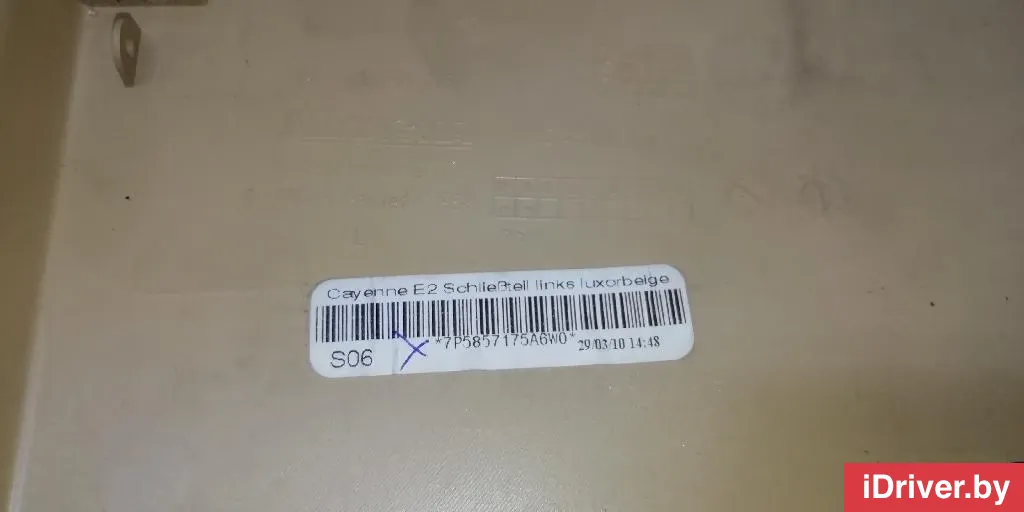 Cayenne E2 Schließteil links luxorbeige
*7P5857175A6W0* 29/03/10 14:48
S06
iDriver.by